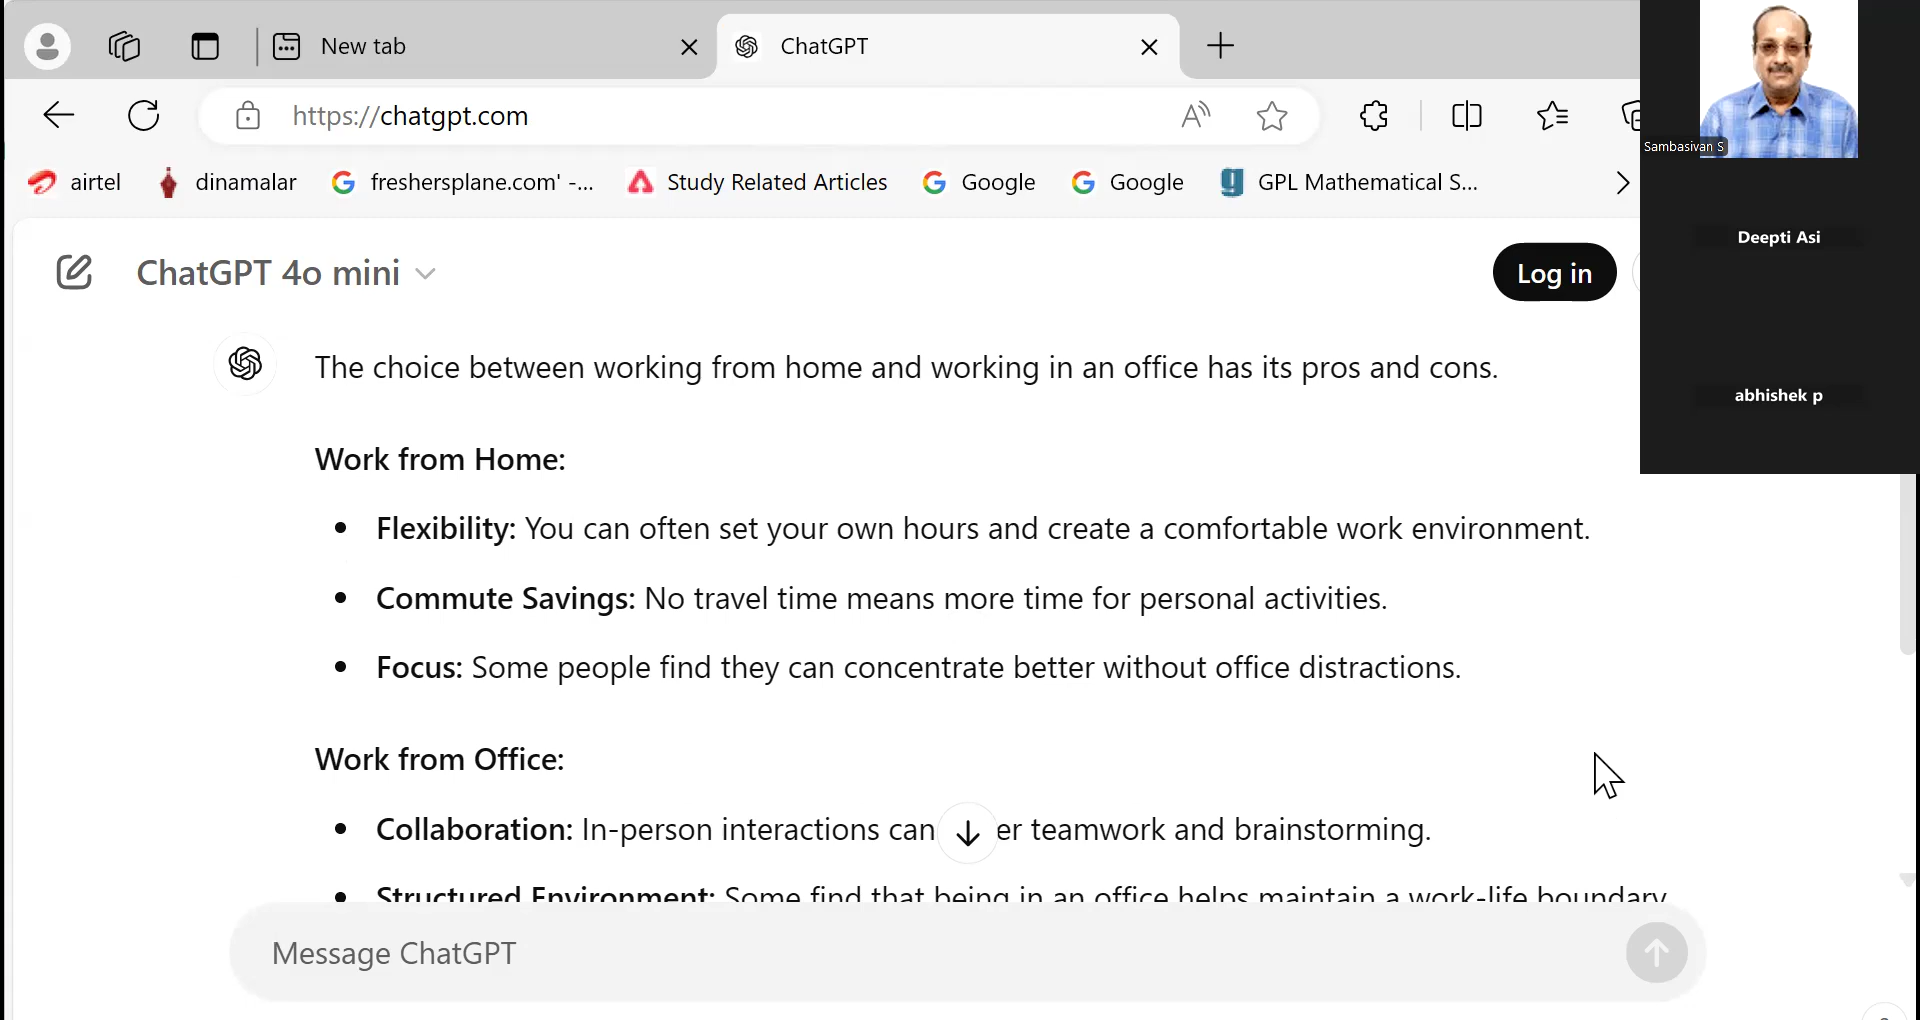 New tab
ChatGPT
https://chatgpt.com
airtel
dinamalar
freshersplane.com' -...
Study Related Articles
Google
Google
GPL Mathematical S...
Sambasivan S
Deepti Asi
abhishek p
ChatGPT 4o mini
Log in
The choice between working from home and working in an office has its pros and cons.
Work from Home:
• Flexibility: You can often set your own hours and create a comfortable work environment.
• Commute Savings: No travel time means more time for personal activities.
• Focus: Some people find they can concentrate better without office distractions.
Work from Office:
• Collaboration: In-person interactions can er teamwork and brainstorming.
• Structured Environment: Some find that being in an office helps maintain a work-life boundary
Message ChatGPT